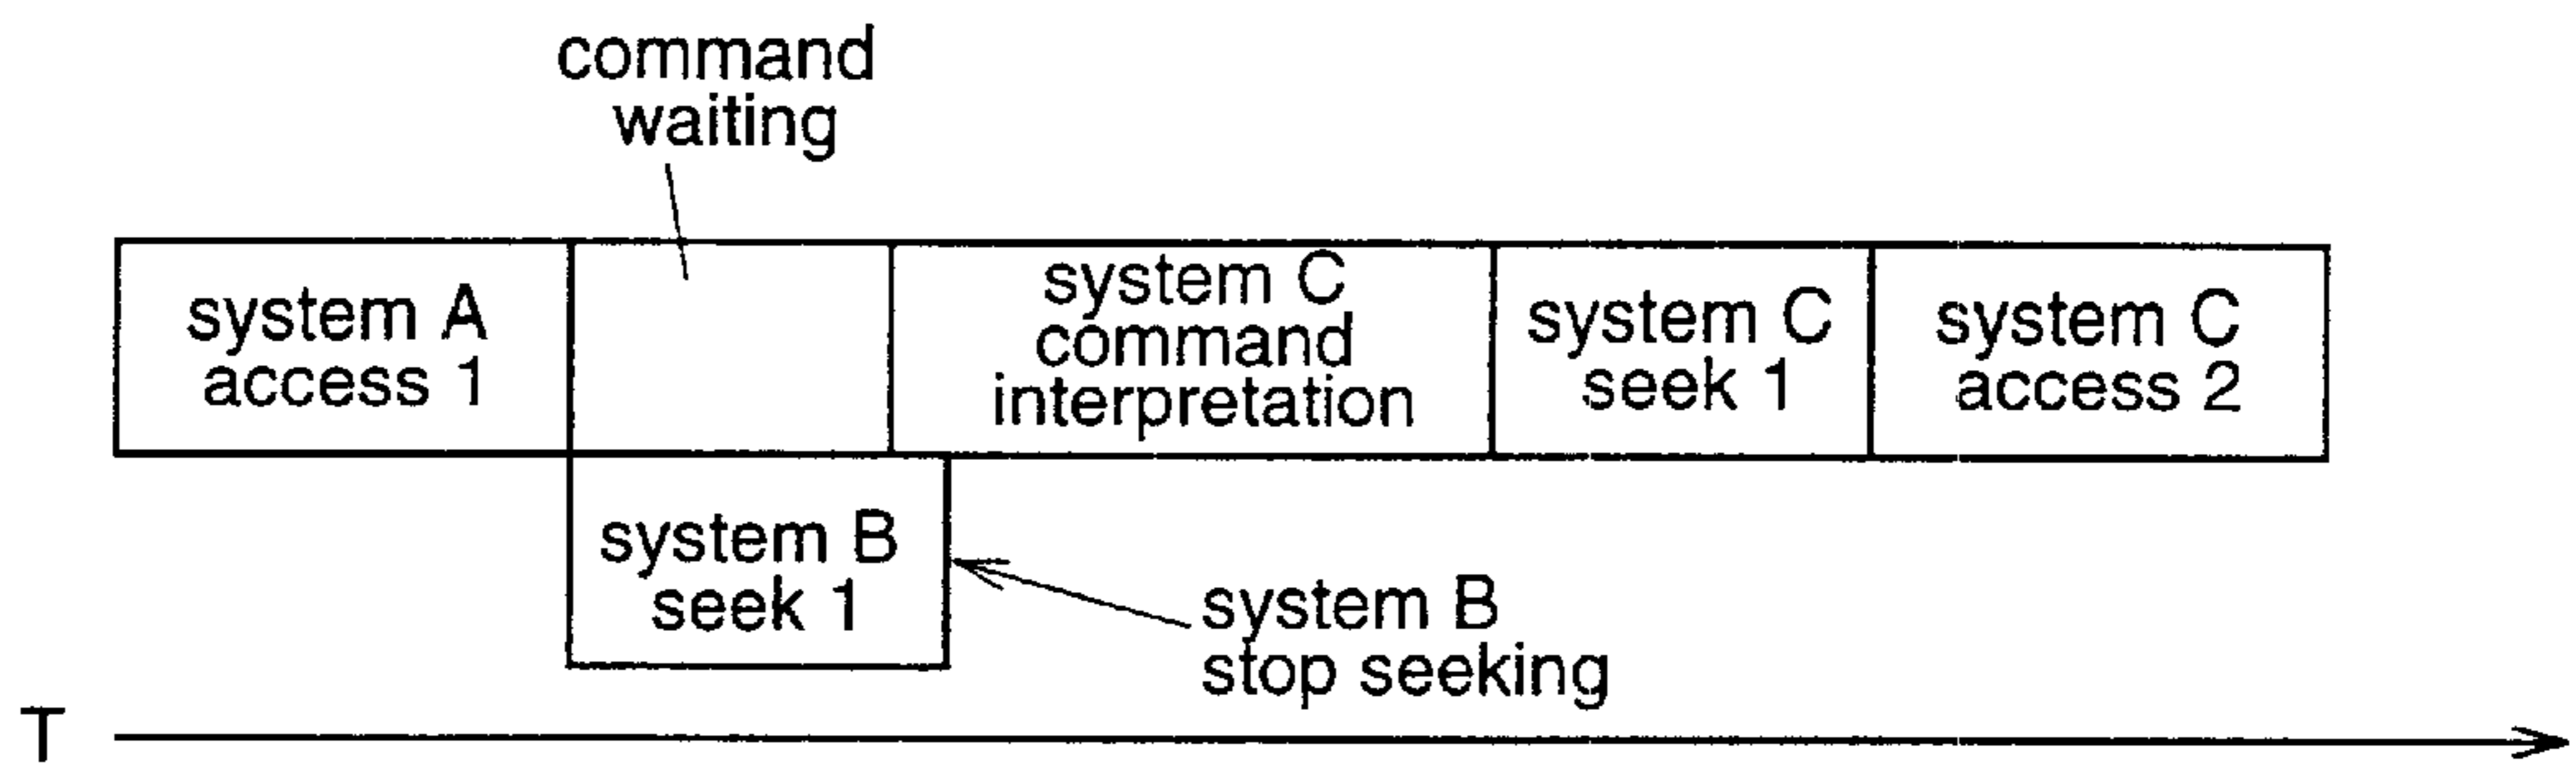 command
waiting
system A
access 1
system C
command
interpretation
system C
seek 1
system C
access 2
system B
seek 1
system B
stop seeking
T